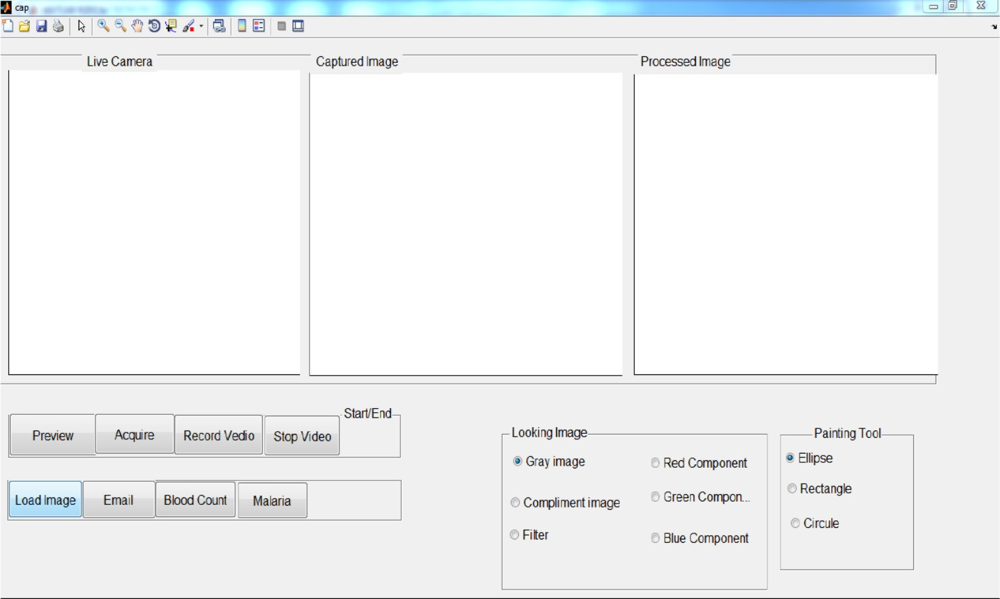 cap
Live Camera
Captured Image
Processed Image
Start/End
Preview
Acquire
Record Vedio
Stop Video
Load Image
Email
Blood Count
Malaria
Looking Image
Gray image
Compliment image
Filter
Red Component
Green Compon...
Blue Component
Painting Tool
Ellipse
Rectangle
Circule